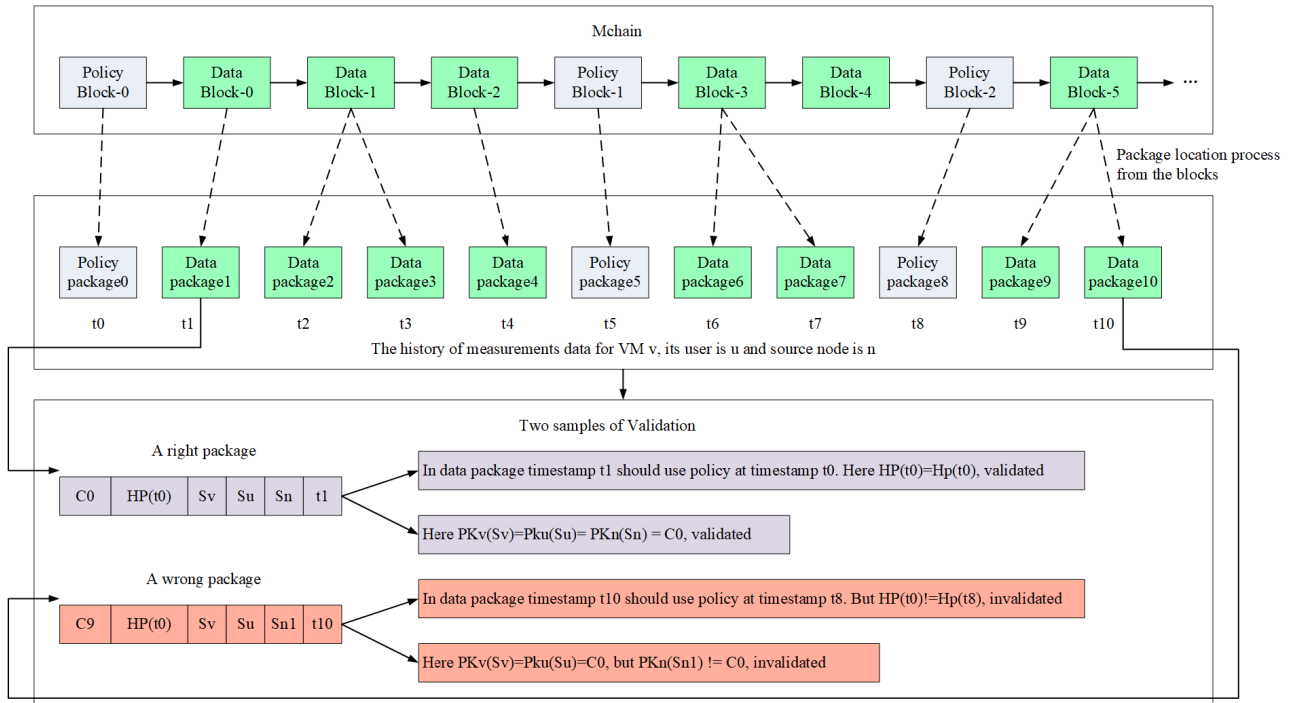 Mchain
Policy
Block-0
Data
Block-0
Data
Block-1
Data
Block-2
Policy
Block-1
Data
Block-3
Data
Block-4
Policy
Block-2
Data
Block-5
...
Package location process
from the blocks
Policy
package0
Data
package1
Data
package2
Data
package3
Data
package4
Policy
package5
Data
package6
Data
package7
Policy
package8
Data
package9
Data
package10
t0
t1
t2
t3
t4
t5
t6
t7
t8
t9
t10
The history of measurements data for VM v, its user is u and source node is n
Two samples of Validation
A right package
C0
HP(t0)
Sv
Su
Sn
t1
In data package timestamp t1 should use policy at timestamp t0. Here HP(t0)=Hp(t0), validated
Here PKv(Sv)=Pku(Su)= PKn(Sn) = C0, validated
A wrong package
C9
HP(t0)
Sv
Su
Sn1
t10
In data package timestamp t10 should use policy at timestamp t8. But HP(t0)!=Hp(t8), invalidated
Here PKv(Sv)=Pku(Su)=C0, but PKn(Sn1) != C0, invalidated